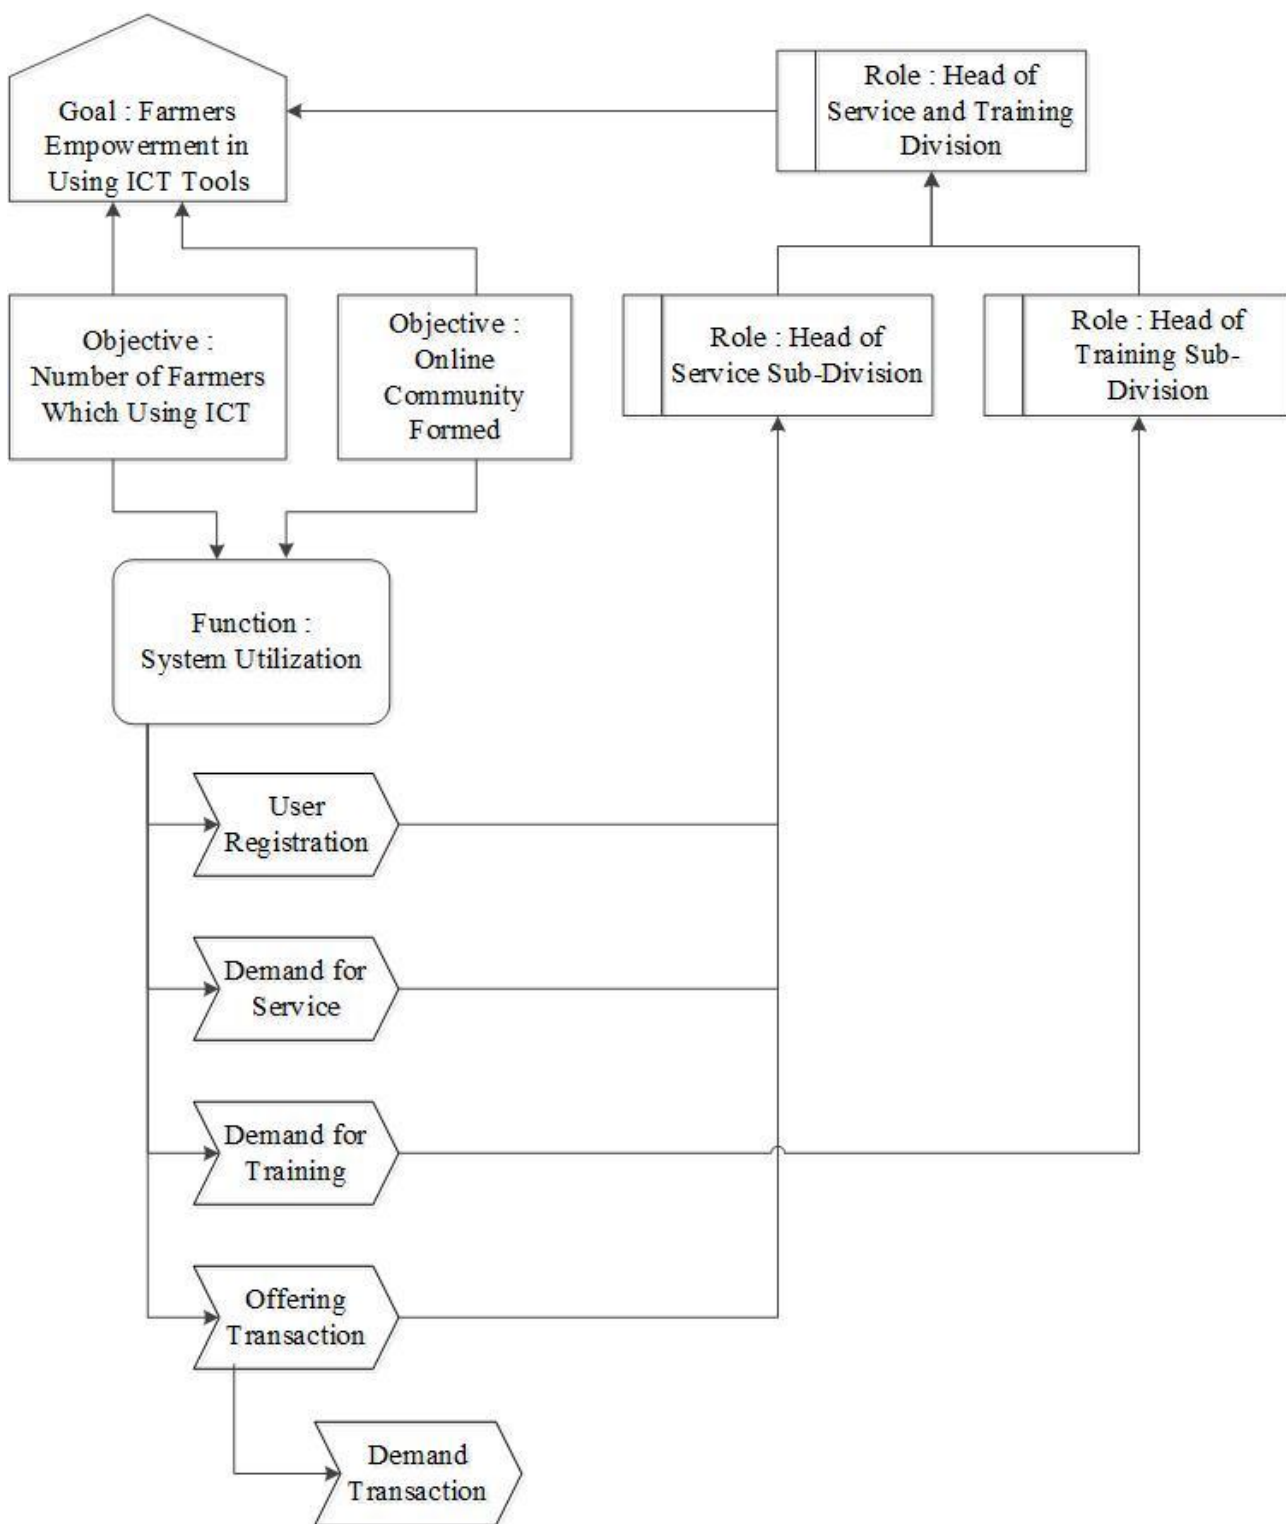 Goal : Farmers
Empowerment in
Using ICT Tools
Role : Head of
Service and Training
Division
Objective :
Number of Farmers
Which Using ICT
Objective :
Online
Community
Formed
Role : Head of
Service Sub-Division
Role : Head of
Training Sub-
Division
Function :
System Utilization
User
Registration
Demand for
Service
Demand for
Training
Offering
Transaction
Demand
Transaction